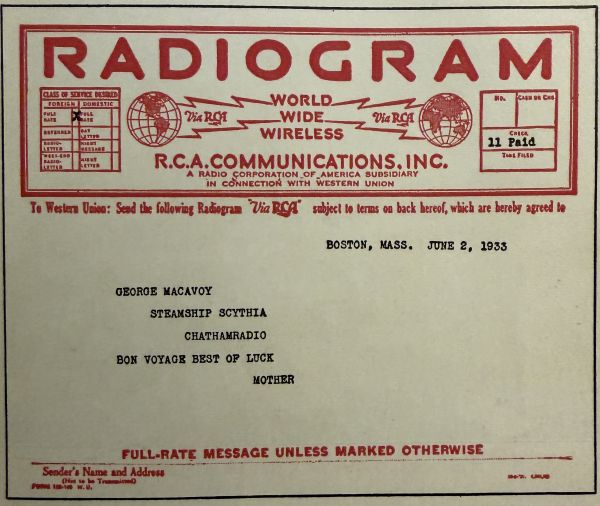 RADIOGRAM
CLASS OF SERVICE DESIRED
FOREIGN DOMESTIC
FULL RATE X FULL RATE
DEFERRED DAY LETTER
RADIO-LETTER NIGHT MESSAGE
WEEK-END RADIO-LETTER NIGHT LETTER
WORLD
Via RCA WIDE Via RCA
WIRELESS
R.C.A. COMMUNICATIONS, INC.
A RADIO CORPORATION OF AMERICA SUBSIDIARY
IN CONNECTION WITH WESTERN UNION
No. CASH OR CHG.
CHECK
11 Paid
TIME FILED
To Western Union: Send the following Radiogram "Via RCA" subject to terms on back hereof, which are hereby agreed to
BOSTON, MASS. JUNE 2, 1933
GEORGE MACAVOY
STEAMSHIP SCYTHIA
CHATHAMRADIO
BON VOYAGE BEST OF LUCK
MOTHER
FULL-RATE MESSAGE UNLESS MARKED OTHERWISE
Sender's Name and Address
(Not to be Transmitted)